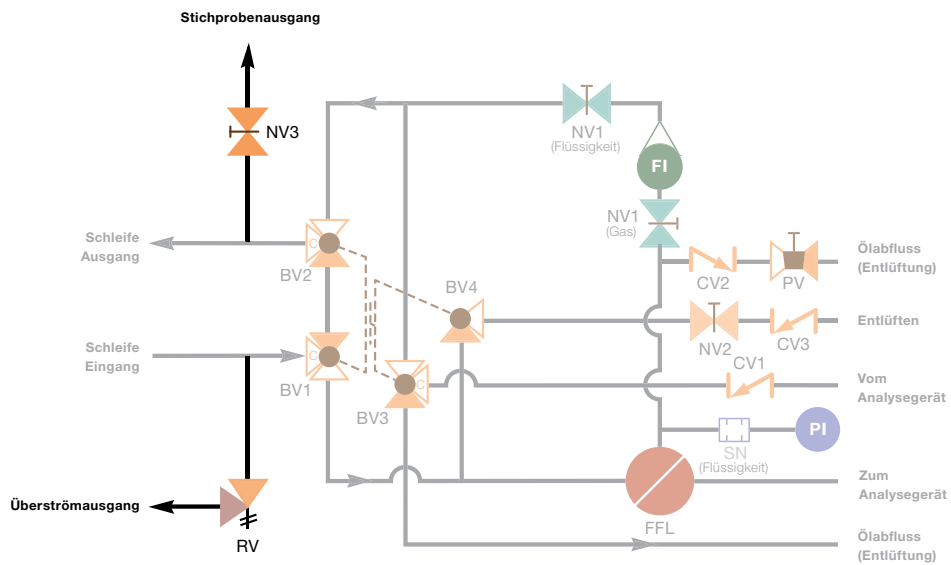 Stichprobenausgang
NV3
NV1
(Flüssigkeit)
FI
NV1
(Gas)
Schleife
Ausgang
C
BV2
CV2
PV
Ölabfluss
(Entlüftung)
BV4
NV2
CV3
Entlüften
Schleife
Eingang
C
BV1
BV3
C
CV1
Vom
Analysegerät
SN
(Flüssigkeit)
PI
Überströmausgang
RV
FFL
Zum
Analysegerät
Ölabfluss
(Entlüftung)